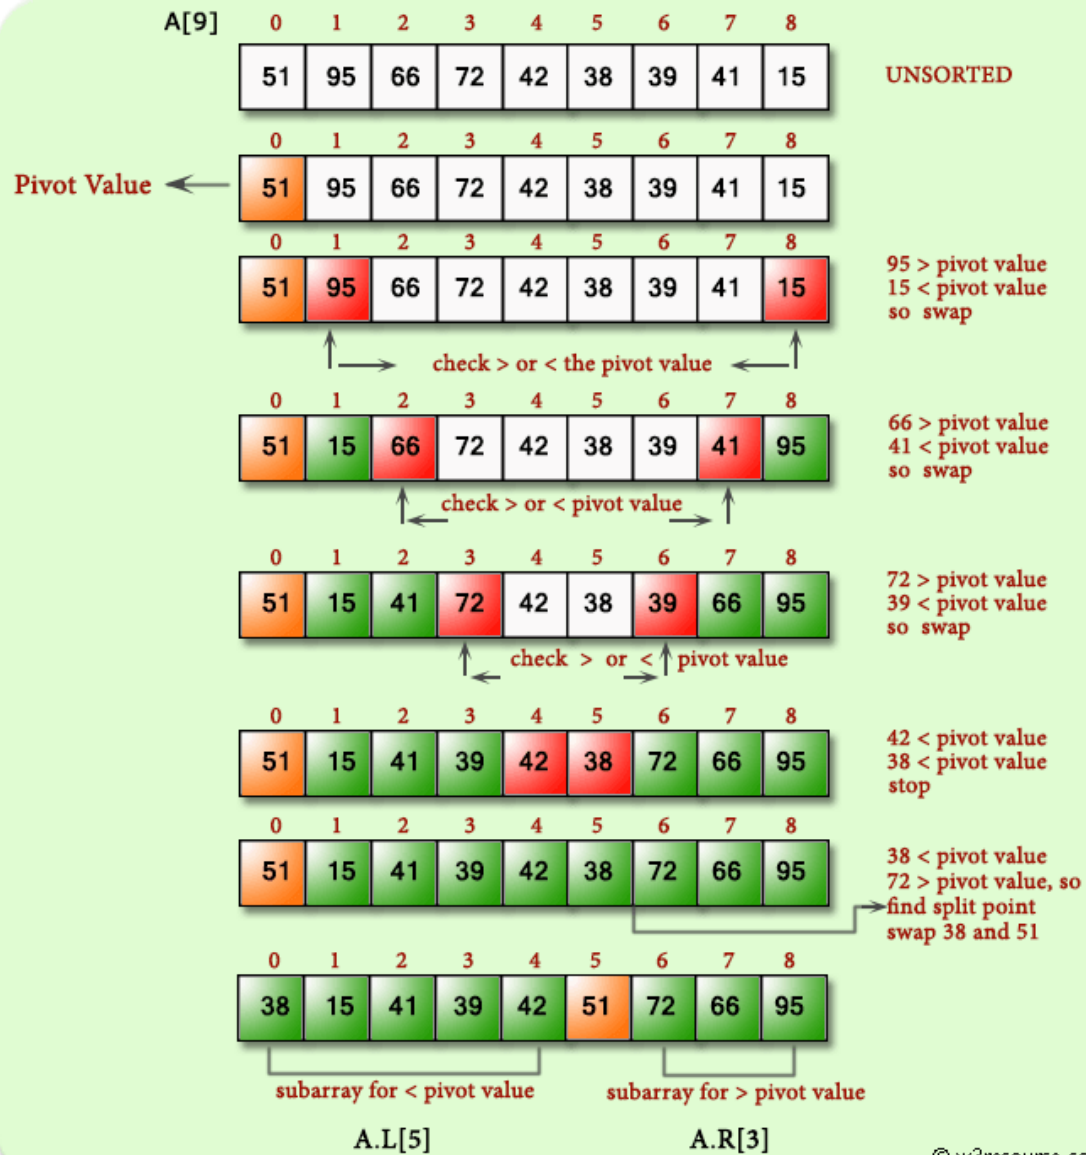 A[9] 0 1 2 3 4 5 6 7 8
51 95 66 72 42 38 39 41 15 UNSORTED
0 1 2 3 4 5 6 7 8
Pivot Value 51 95 66 72 42 38 39 41 15
0 1 2 3 4 5 6 7 8
51 95 66 72 42 38 39 41 15
95 > pivot value
15 < pivot value
so swap
check > or < the pivot value
0 1 2 3 4 5 6 7 8
51 15 66 72 42 38 39 41 95
66 > pivot value
41 < pivot value
so swap
check > or < pivot value
0 1 2 3 4 5 6 7 8
51 15 41 72 42 38 39 66 95
72 > pivot value
39 < pivot value
so swap
check > or < pivot value
0 1 2 3 4 5 6 7 8
51 15 41 39 42 38 72 66 95
42 < pivot value
38 < pivot value
stop
0 1 2 3 4 5 6 7 8
51 15 41 39 42 38 72 66 95
38 < pivot value
72 > pivot value, so
find split point
swap 38 and 51
0 1 2 3 4 5 6 7 8
38 15 41 39 42 51 72 66 95
subarray for < pivot value subarray for > pivot value
A.L[5] A.R[3]